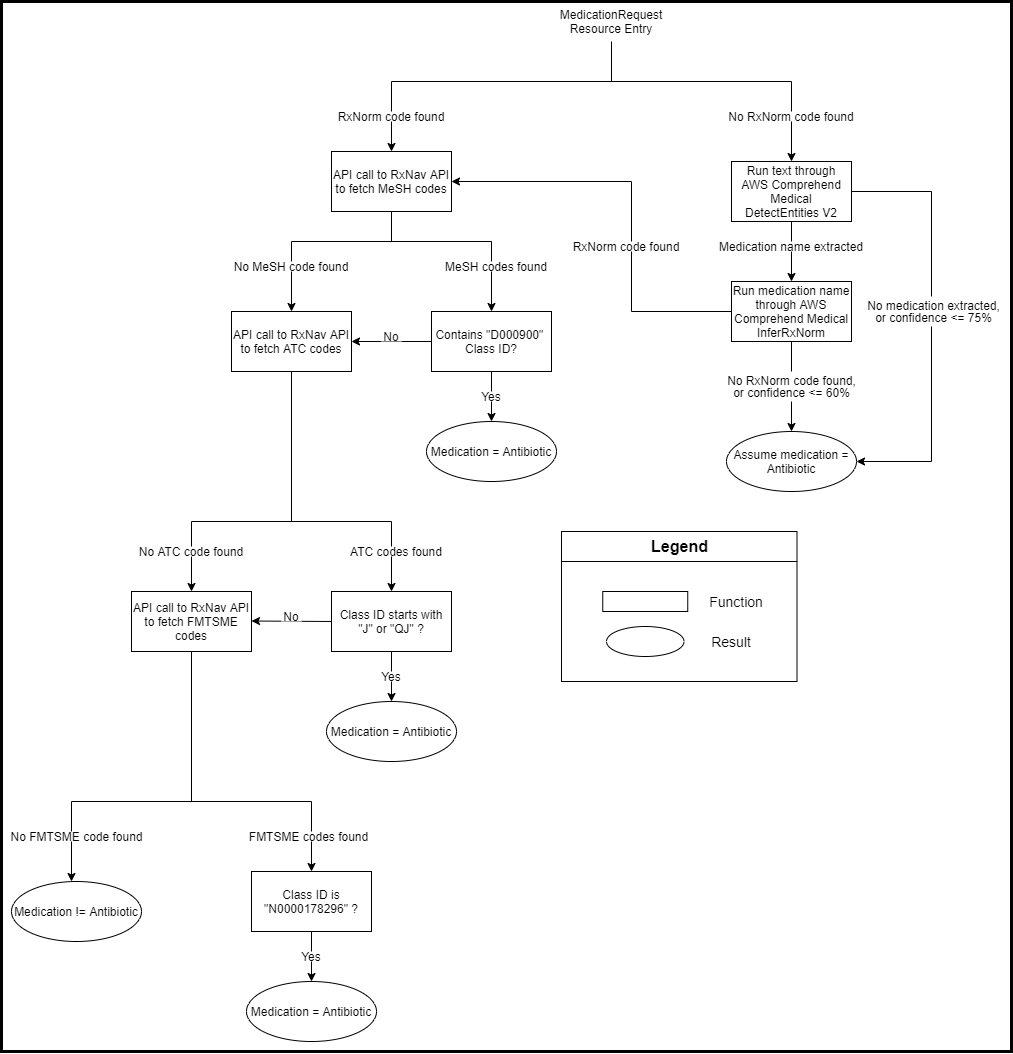 MedicationRequest
Resource Entry
RxNorm code found
No RxNorm code found
API call to RxNav API
to fetch MeSH codes
Run text through
AWS Comprehend
Medical
DetectEntities V2
RxNorm code found
Medication name extracted
No MeSH code found
MeSH codes found
Run medication name
through AWS
Comprehend Medical
InferRxNorm
No medication extracted,
or confidence <= 75%
API call to RxNav API
to fetch ATC codes
No
Contains "D000900"
Class ID?
No RxNorm code found,
or confidence <= 60%
Yes
Medication = Antibiotic
Assume medication =
Antibiotic
No ATC code found
ATC codes found
Legend
Function
Result
API call to RxNav API
to fetch FMTSME
codes
No
Class ID starts with
"J" or "QJ" ?
Yes
Medication = Antibiotic
No FMTSME code found
FMTSME codes found
Medication != Antibiotic
Class ID is
"N0000178296" ?
Yes
Medication = Antibiotic